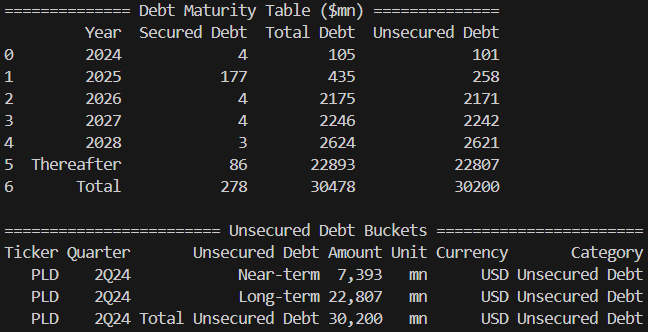 ============== Debt Maturity Table ($mn) ==============
Year Secured Debt Total Debt Unsecured Debt
0 2024 4 105 101
1 2025 177 435 258
2 2026 4 2175 2171
3 2027 4 2246 2242
4 2028 3 2624 2621
5 Thereafter 86 22893 22807
6 Total 278 30478 30200
======================== Unsecured Debt Buckets =======================
Ticker Quarter Unsecured Debt Amount Unit Currency Category
PLD 2Q24 Near-term 7,393 mn USD Unsecured Debt
PLD 2Q24 Long-term 22,807 mn USD Unsecured Debt
PLD 2Q24 Total Unsecured Debt 30,200 mn USD Unsecured Debt